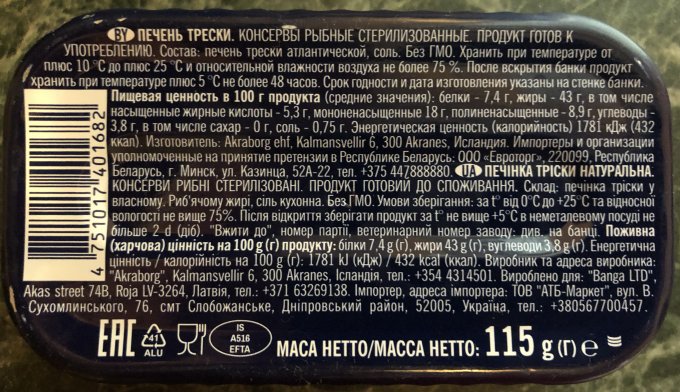 BY ПЕЧЕНЬ ТРЕСКИ. КОНСЕРВЫ РЫБНЫЕ СТЕРИЛИЗОВАННЫЕ. ПРОДУКТ ГОТОВ К
УПОТРЕБЛЕНИЮ. Состав: печень трески атлантической, соль. Без ГМО. Хранить при температуре от
плюс 10 °С до плюс 25 °С и относительной влажности воздуха не более 75 %. После вскрытия банки продукт
хранить при температуре плюс 5 °С не более 48 часов. Срок годности и дата изготовления указаны на стенке банки.
Пищевая ценность в 100 г продукта (средние значения): белки - 7,4 г, жиры - 43 г, в том числе
насыщенные жирные кислоты - 5,3 г, мононенасыщенные 18 г, полиненасыщенные - 8,9 г, углеводы -
3,8 г, в том числе сахар - 0 г, соль - 0,75 г. Энергетическая ценность (калорийность) 1781 кДж (432
ккал). Изготовитель: Akraborg ehf, Kalmansvellir 6, 300 Akranes, Исландия. Импортеры и организации
уполномоченные на принятие претензии в Республике Беларусь: ООО «Евроторг», 220099, Республика
Беларусь, г. Минск, ул. Казинца, 52А-22, тел. +375 447888880. UA ПЕЧІНКА ТРІСКИ НАТУРАЛЬНА.
КОНСЕРВИ РИБНІ СТЕРИЛІЗОВАНІ. ПРОДУКТ ГОТОВИЙ ДО СПОЖИВАННЯ. Склад: печінка тріски у
власному. Риб'ячому жирі, сіль кухонна. Без ГМО. Умови зберігання: за t° від 0°С до +25°С та відносної
вологості не вище 75%. Після відкриття зберігати продукт за t° не вище +5°С в неметалевому посуді не
більше 2 d (діб). "Вжити до", номер партії, ветеринарний номер заводу: див. на банці. Поживна
(харчова) цінність на 100 g (г) продукту: білки 7,4 g (г), жири 43 g (г), вуглеводи 3,8 g (г). Енергетична
цінність / калорійність на 100 g (г): 1781 kJ (кДж) / 432 kcal (ккал). Виробник та адреса виробника:
"Akraborg", Kalmansvellir 6, 300 Akranes, Ісландія, тел.: +354 4314501. Вироблено для: "Banga LTD",
Akas street 74B, Roja LV-3264, Латвія, тел.: +371 63269138. Імпортер, адреса імпортера: ТОВ "АТБ-Маркет", вул. В.
Сухомлинського, 76, смт Слобожанське, Дніпровський район, 52005, Україна, тел.: +380567700457.
4 751017 401682
EAC
41
ALU
IS
A516
EFTA
МАСА НЕТТО/МАССА НЕТТО: 115 g (г) e